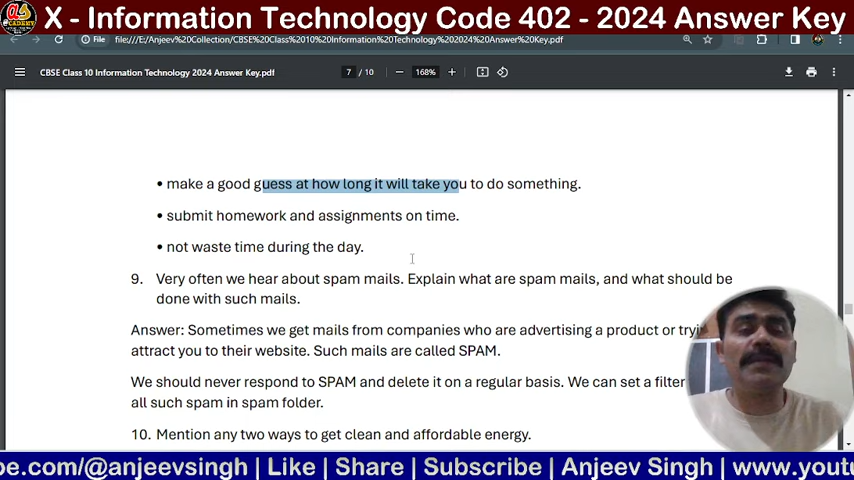 X - Information Technology Code 402 - 2024 Answer Key
ACADEMY
File file:///E:/Anjeev%20Collection/CBSE%20Class%2010%20Information%20Technology%202024%20Answer%20Key.pdf
CBSE Class 10 Information Technology 2024 Answer Key.pdf 7 / 10 168%
• make a good guess at how long it will take you to do something.
• submit homework and assignments on time.
• not waste time during the day.
9. Very often we hear about spam mails. Explain what are spam mails, and what should be
done with such mails.
Answer: Sometimes we get mails from companies who are advertising a product or
attract you to their website. Such mails are called SPAM.
We should never respond to SPAM and delete it on a regular basis. We can set a filter
all such spam in spam folder.
10. Mention any two ways to get clean and affordable energy.
be.com/@anjeevsingh | Like | Share | Subscribe | Anjeev Singh | www.youtu